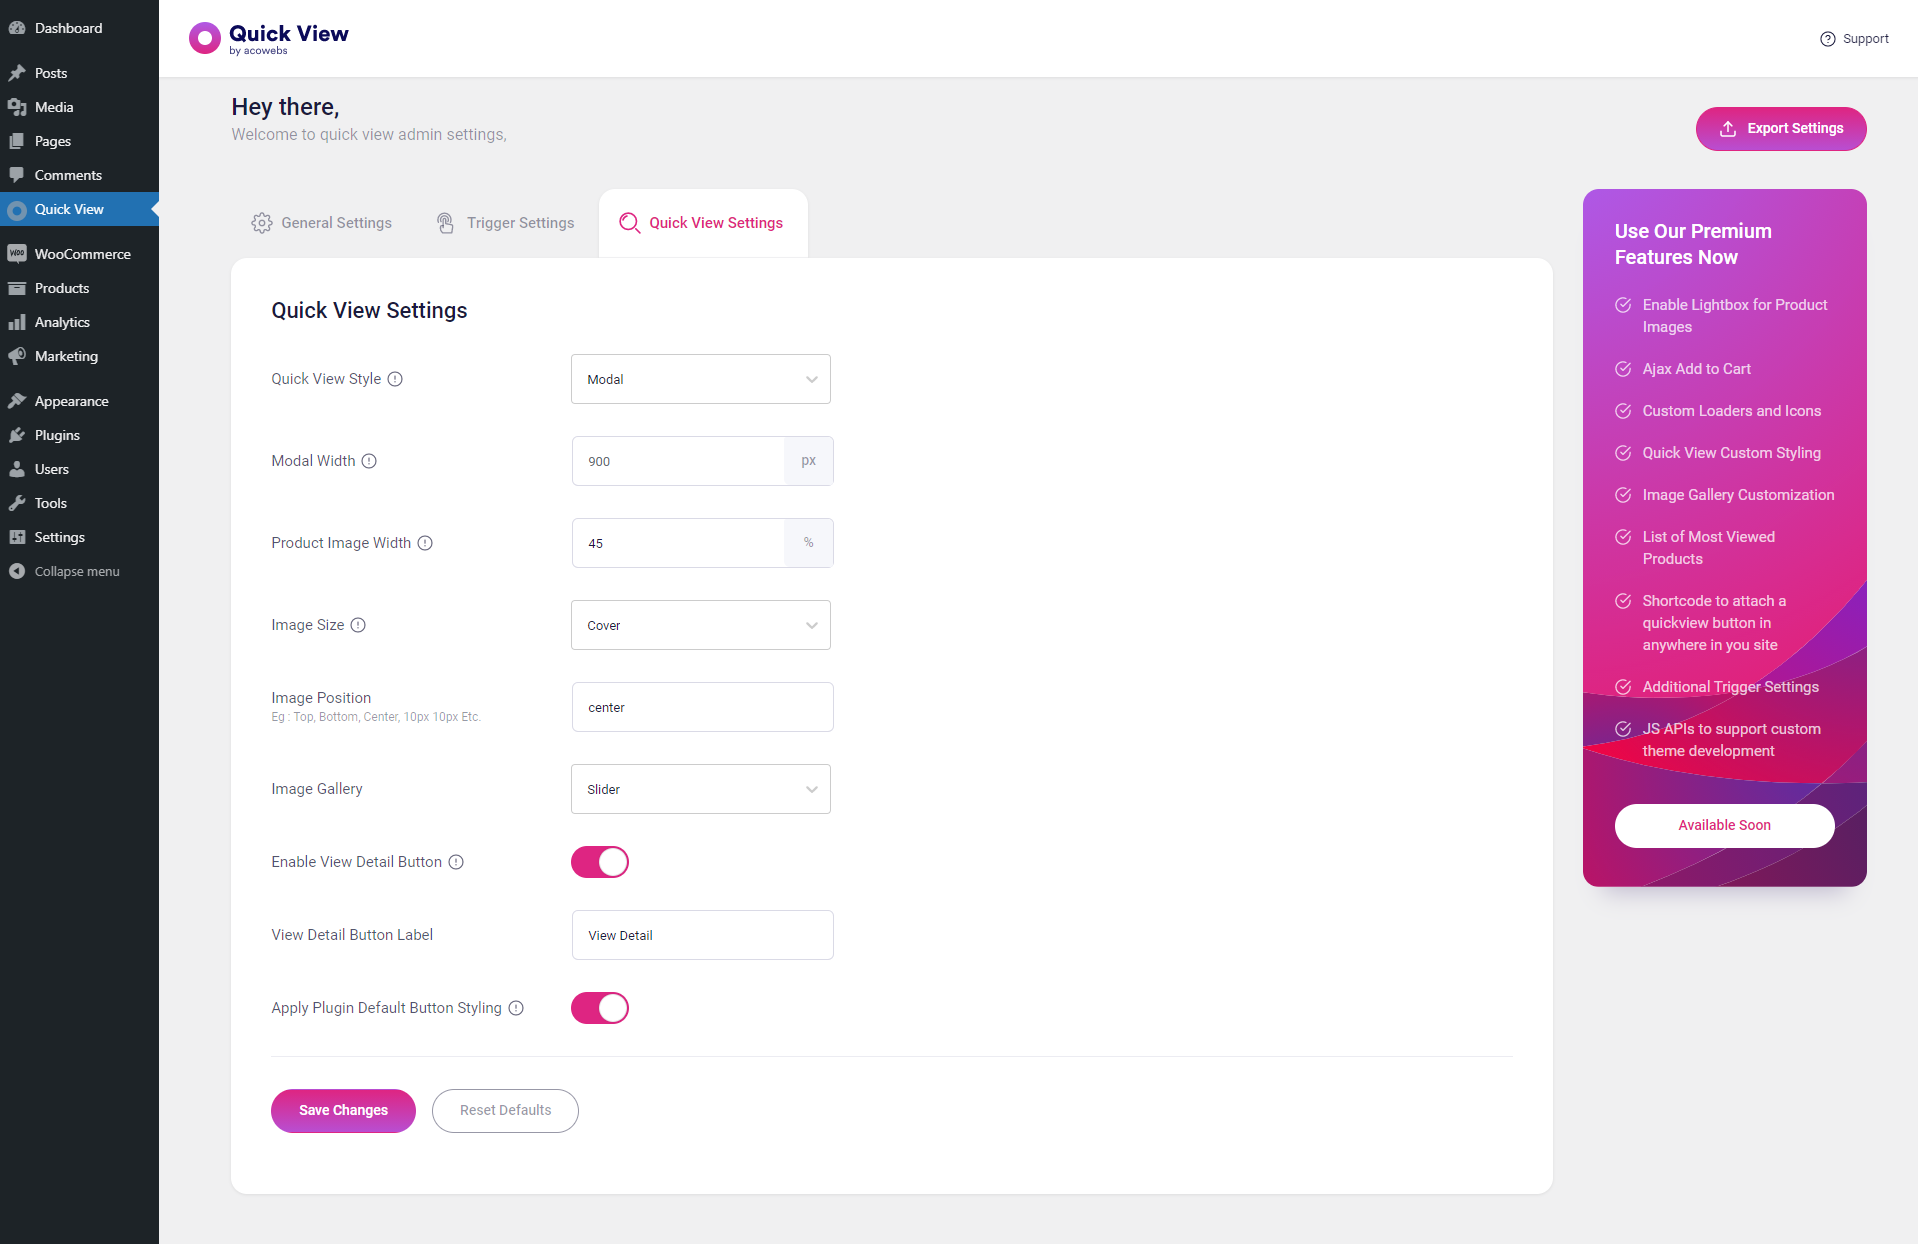 Dashboard
Posts
Media
Pages
Comments
Quick View
WooCommerce
Products
Analytics
Marketing
Appearance
Plugins
Users
Tools
Settings
Collapse menu
Quick View
by acowebs
Support
Hey there,
Welcome to quick view admin settings,
Export Settings
General Settings
Trigger Settings
Quick View Settings
Quick View Settings
Quick View Style
Modal
Modal Width
900
px
Product Image Width
45
%
Image Size
Cover
Image Position
Eg : Top, Bottom, Center, 10px 10px Etc.
center
Image Gallery
Slider
Enable View Detail Button
View Detail Button Label
View Detail
Apply Plugin Default Button Styling
Save Changes
Reset Defaults
Use Our Premium
Features Now
Enable Lightbox for Product
Images
Ajax Add to Cart
Custom Loaders and Icons
Quick View Custom Styling
Image Gallery Customization
List of Most Viewed
Products
Shortcode to attach a
quickview button in
anywhere in you site
Additional Trigger Settings
JS APIs to support custom
theme development
Available Soon